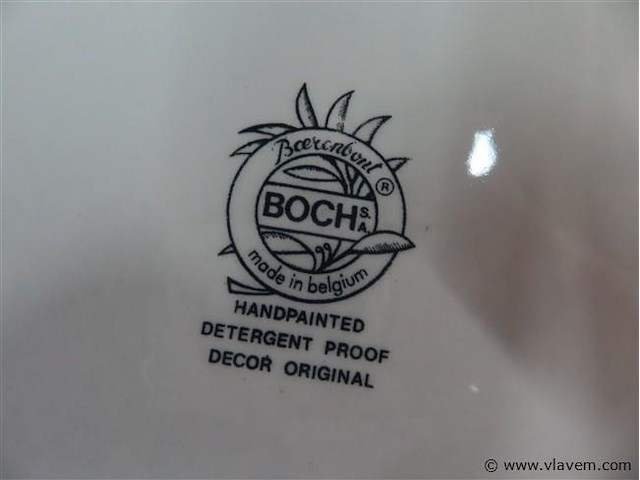 Boerenbont
®
BOCH S.A.
made in belgium
HANDPAINTED
DETERGENT PROOF
DECOR ORIGINAL
© www.vlavem.com